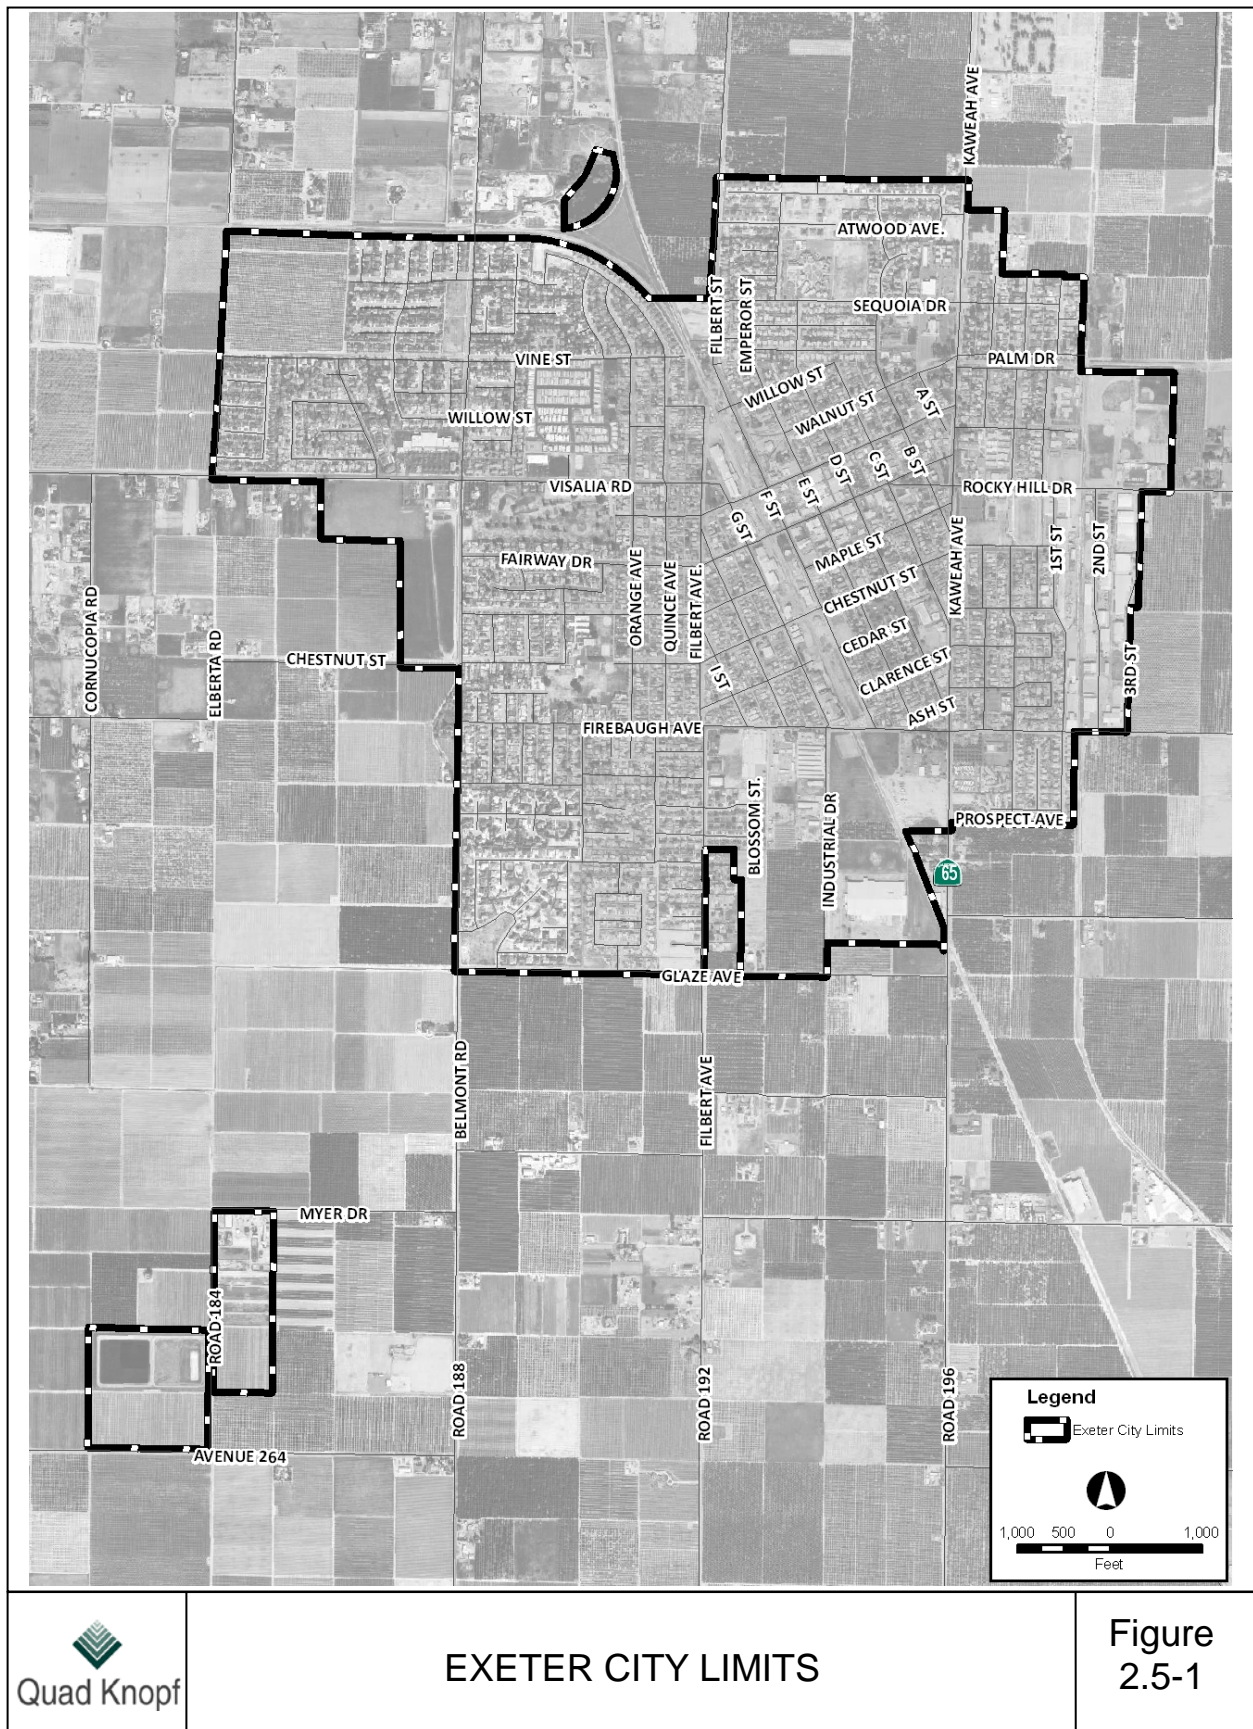 KAWEAH AVE
ATWOOD AVE.
FILBERT ST
EMPEROR ST
SEQUOIA DR
VINE ST
PALM DR
WILLOW ST
WALNUT ST
A ST
WILLOW ST
B ST
C ST
D ST
E ST
F ST
G ST
VISALIA RD
ROCKY HILL DR
MAPLE ST
KAWEAH AVE
1ST ST
2ND ST
FAIRWAY DR
ORANGE AVE
QUINCE AVE
FILBERT AVE.
CHESTNUT ST
CORNUCOPIA RD
ELBERTA RD
CHESTNUT ST
CEDAR ST
CLARENCE ST
I ST
3RD ST
ASH ST
FIREBAUGH AVE
BLOSSOM ST.
INDUSTRIAL DR
PROSPECT AVE
65
GLAZE AVE
BELMONT RD
FILBERT AVE
MYER DR
ROAD 184
ROAD 188
ROAD 192
ROAD 196
AVENUE 264
Legend
Exeter City Limits
1,000 500 0 1,000
Feet
Quad Knopf
EXETER CITY LIMITS
Figure
2.5-1